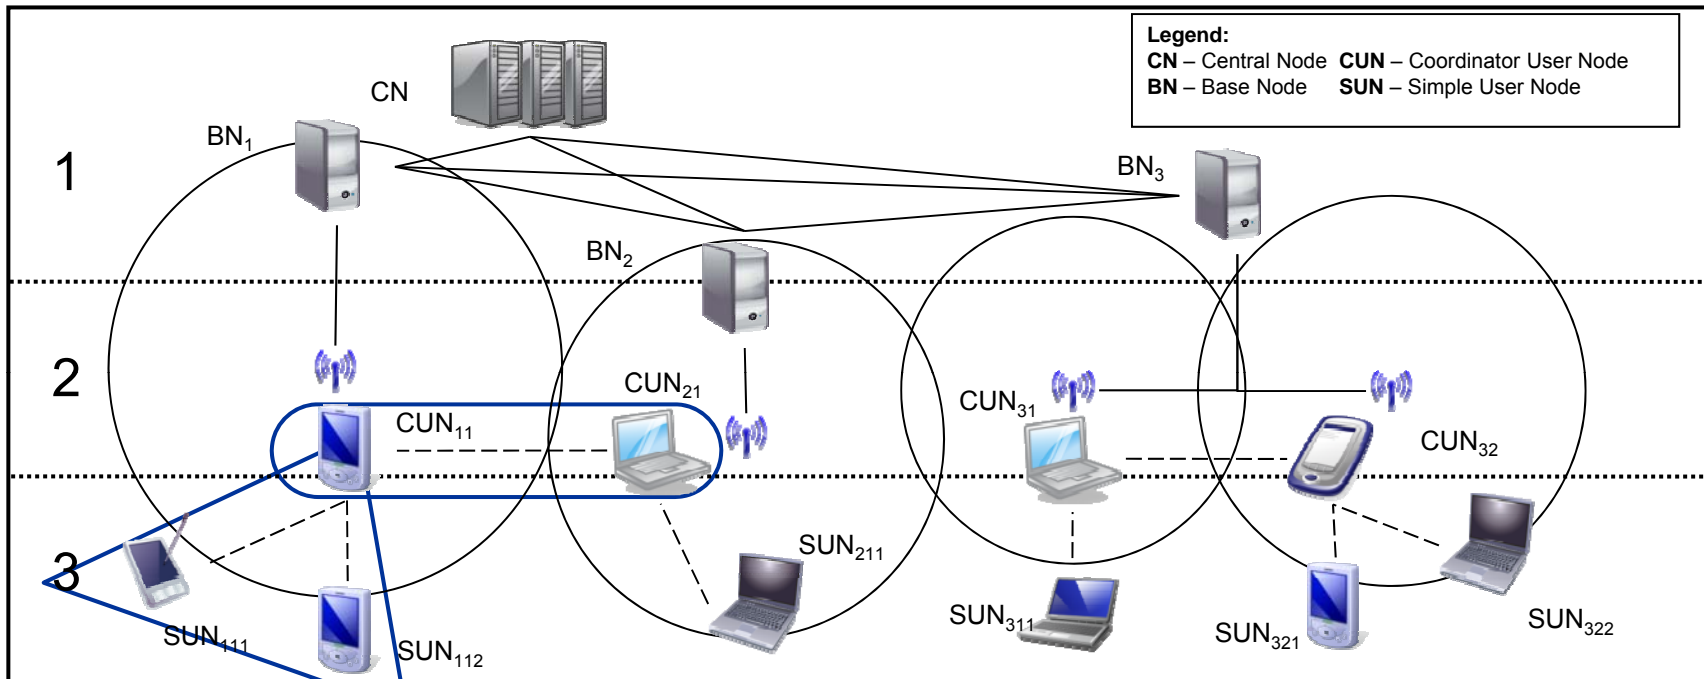 Legend:
CN – Central Node CUN – Coordinator User Node
BN – Base Node SUN – Simple User Node
CN
BN1
BN3
1
BN2
2
CUN21
CUN11
CUN31
CUN32
3
SUN211
SUN111
SUN112
SUN311
SUN321
SUN322